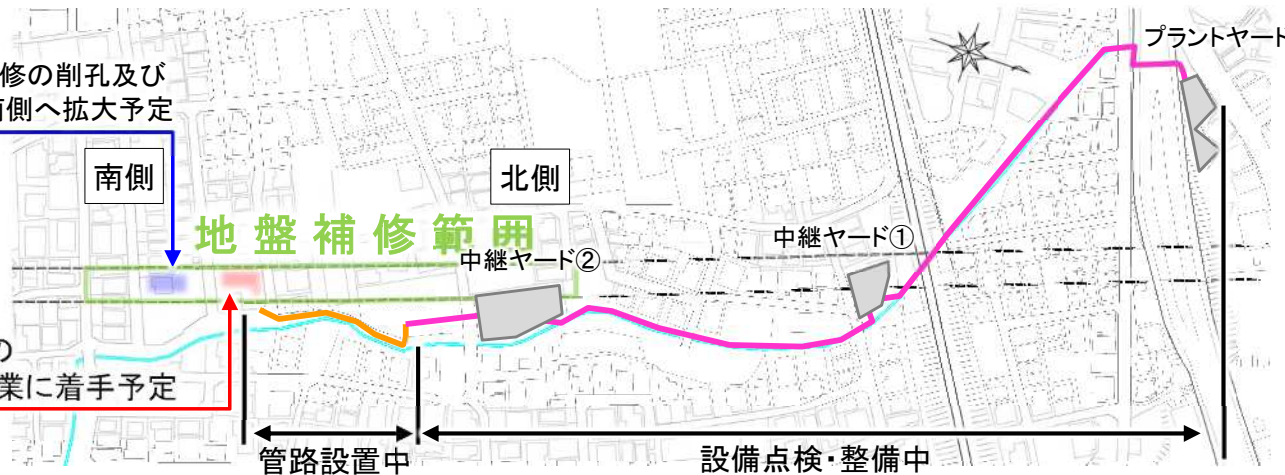 プラントヤード
修の削孔及び
南側へ拡大予定
南側
北側
地盤補修範囲
中継ヤード①
中継ヤード②
の
業に着手予定
管路設置中
設備点検・整備中